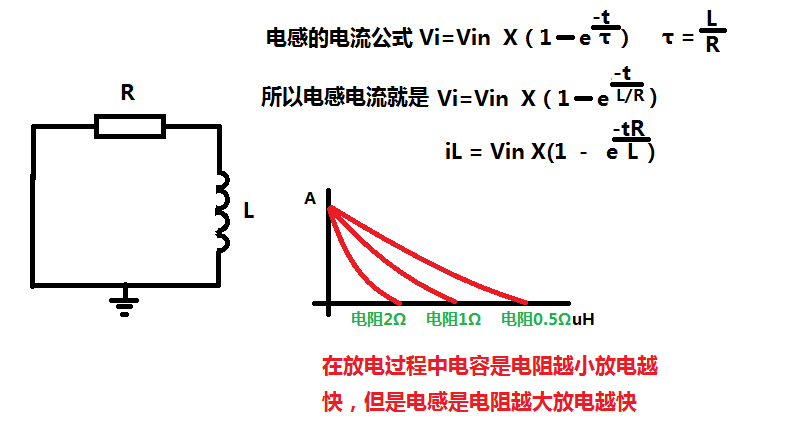 电感的电流公式 Vi=Vin X（1－e -t/τ ） τ = L/R
所以电感电流就是 Vi=Vin X（1－e -t/L/R ）
iL = Vin X(1 - e -tR/L )
R
L
A
电阻2Ω 电阻1Ω 电阻0.5Ω uH
在放电过程中电容是电阻越小放电越
快，但是电感是电阻越大放电越快